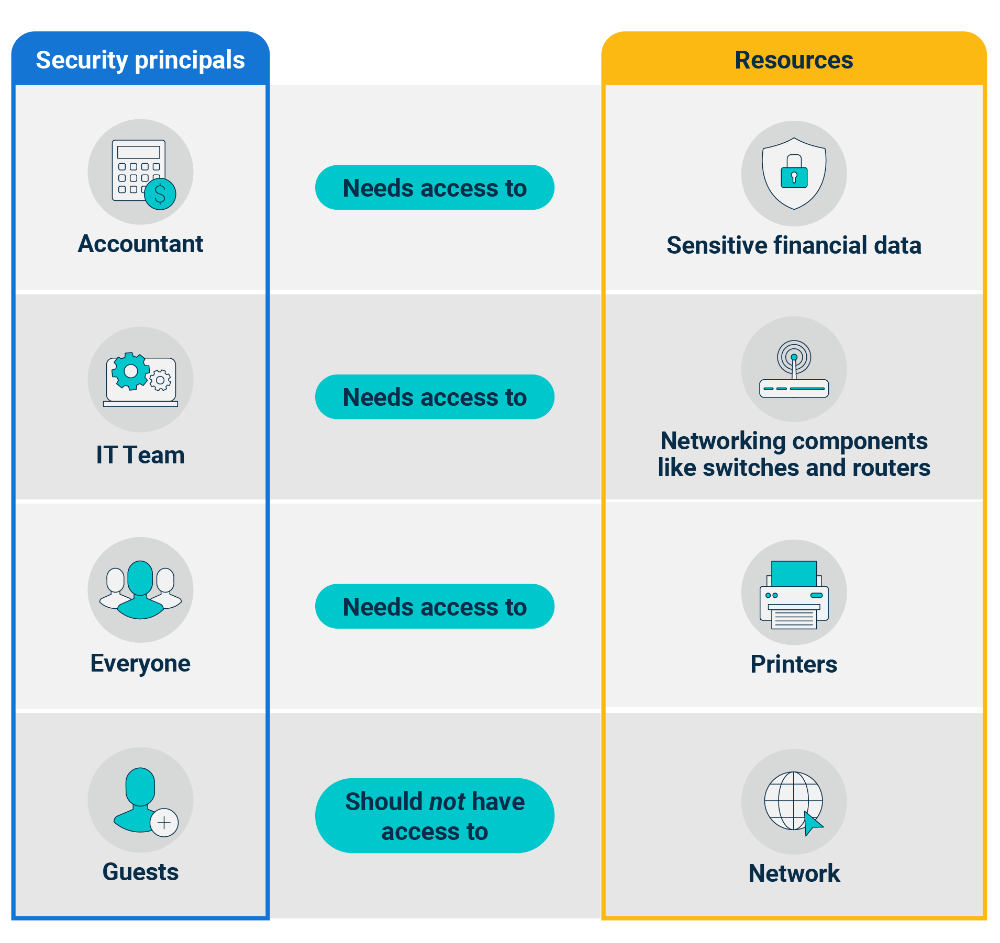 Security principals
Resources
Accountant
Needs access to
Sensitive financial data
IT Team
Needs access to
Networking components
like switches and routers
Everyone
Needs access to
Printers
Guests
Should not have
access to
Network